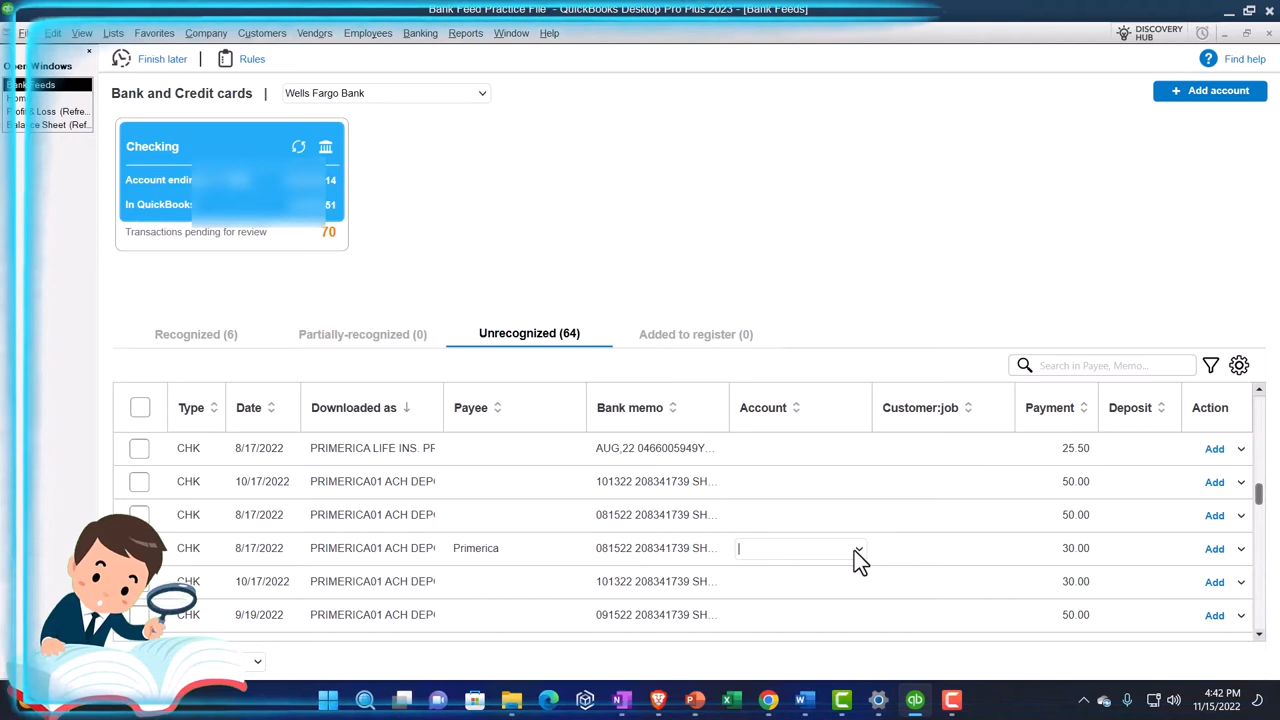 Bank Feed Practice File - QuickBooks Desktop Pro Plus 2023 - [Bank Feeds]
File Edit View Lists Favorites Company Customers Vendors Employees Banking Reports Window Help
DISCOVERY
HUB
Open Windows
Bank Feeds
Home
Profit & Loss (Refre...
Balance Sheet (Ref...
Finish later | Rules
? Find help
Bank and Credit cards | Wells Fargo Bank
+ Add account
Checking
Account endin 14
In QuickBooks 51
Transactions pending for review 70
Recognized (6) Partially-recognized (0) Unrecognized (64) Added to register (0)
Search in Payee, Memo...
Type Date Downloaded as Payee Bank memo Account Customer:job Payment Deposit Action
CHK 8/17/2022 PRIMERICA LIFE INS. PF AUG,22 0466005949Y... 25.50 Add
CHK 10/17/2022 PRIMERICA01 ACH DEP 101322 208341739 SH... 50.00 Add
CHK 8/17/2022 PRIMERICA01 ACH DEP 081522 208341739 SH... 50.00 Add
CHK 8/17/2022 PRIMERICA01 ACH DEP Primerica 081522 208341739 SH... 30.00 Add
CHK 10/17/2022 PRIMERICA01 ACH DEP 101322 208341739 SH... 30.00 Add
CHK 9/19/2022 PRIMERICA01 ACH DEP 091522 208341739 SH... 50.00 Add
4:42 PM
11/15/2022